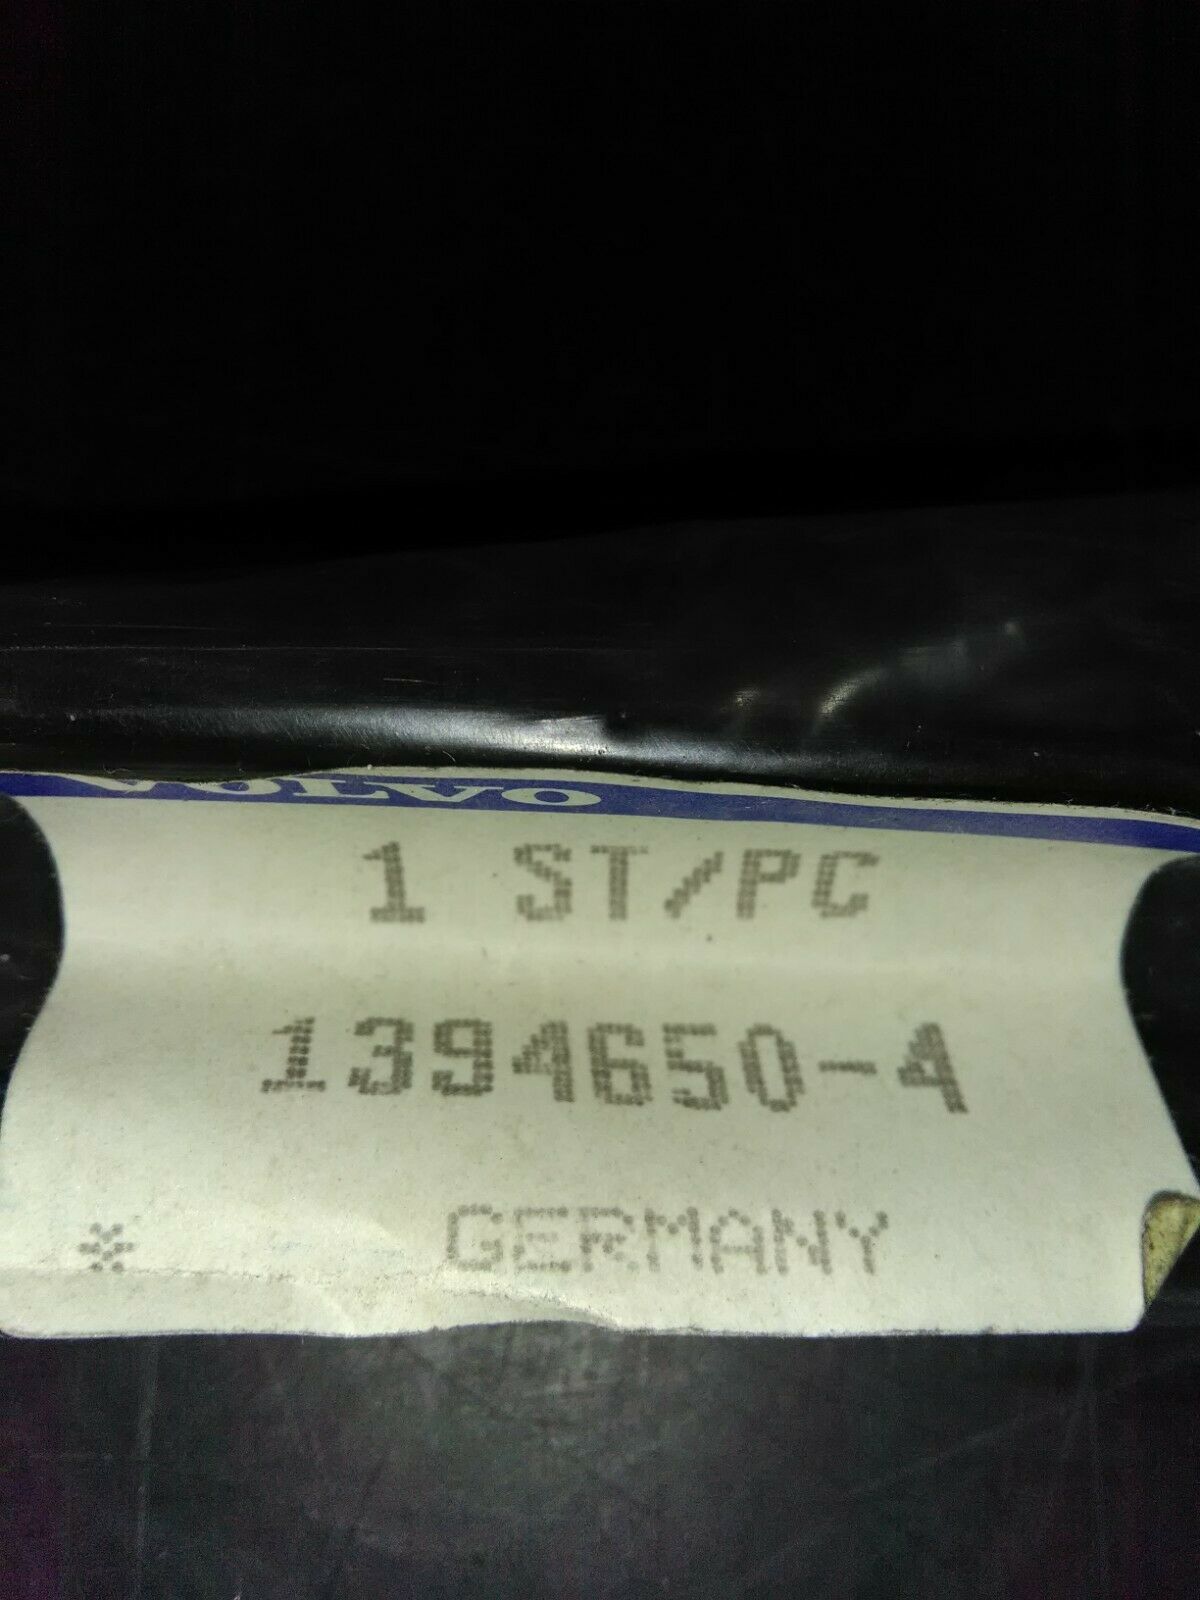 VOLVO
1 ST/PC
1394650-4
* GERMANY